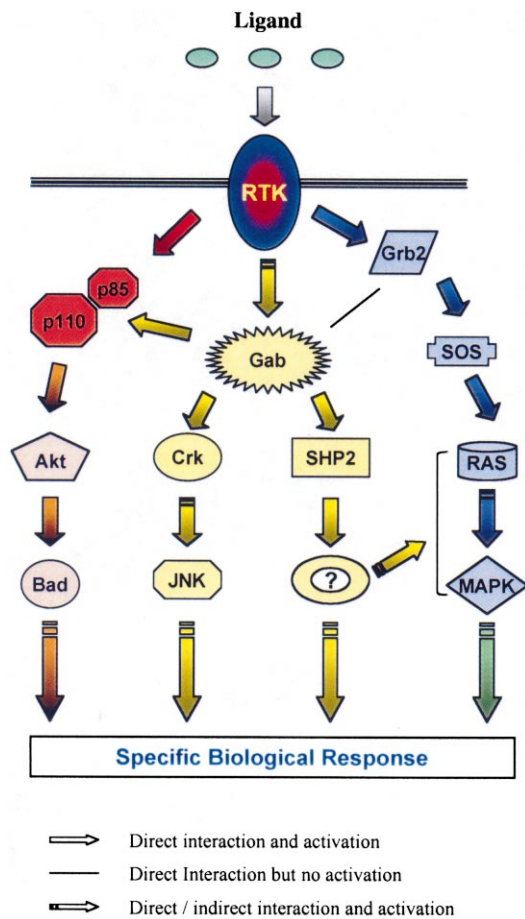 Ligand
RTK
Grb2
p85
p110
Gab
SOS
Akt
Crk
SHP2
RAS
Bad
JNK
?
MAPK
Specific Biological Response
Direct interaction and activation
Direct Interaction but no activation
Direct / indirect interaction and activation